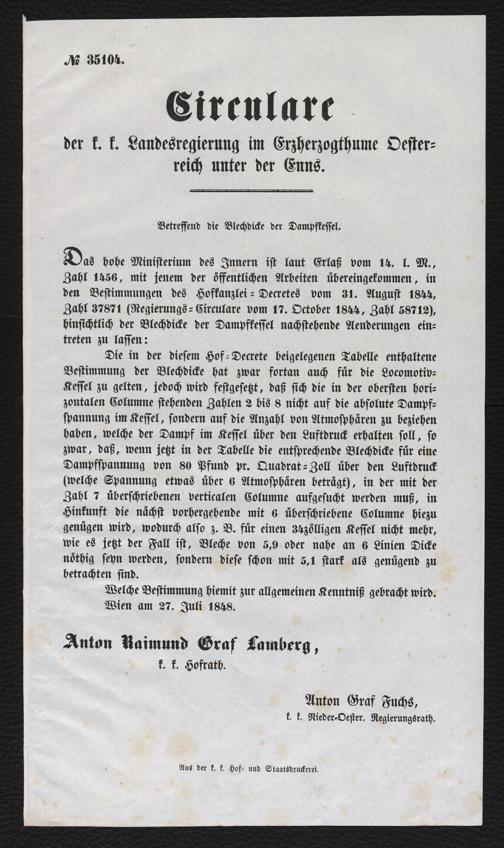 № 35104.
Circulare
der k. k. Landesregierung im Erzherzogthume Oester-
reich unter der Enns.
Betreffend die Blechdicke der Dampfkessel.
Das hohe Ministerium des Innern ist laut Erlaß vom 14. l. M.,
Zahl 1456, mit jenem der öffentlichen Arbeiten übereingekommen, in
den Bestimmungen des Hofkanzlei-Decretes vom 31. August 1844,
Zahl 37871 (Regierungs-Circulare vom 17. October 1844, Zahl 58712),
hinsichtlich der Blechdicke der Dampfkessel nachstehende Aenderungen ein-
treten zu lassen:
Die in der diesem Hof-Decrete beigelegenen Tabelle enthaltene
Bestimmung der Blechdicke hat zwar fortan auch für die Locomotiv-
Kessel zu gelten, jedoch wird festgesetzt, daß sich die in der obersten hori-
zontalen Columne stehenden Zahlen 2 bis 8 nicht auf die absolute Dampf-
spannung im Kessel, sondern auf die Anzahl von Atmosphären zu beziehen
haben, welche der Dampf im Kessel über den Luftdruck erhalten soll, so
zwar, daß, wenn jetzt in der Tabelle die entsprechende Blechdicke für eine
Dampfspannung von 80 Pfund pr. Quadrat-Zoll über den Luftdruck
(welche Spannung etwas über 6 Atmosphären beträgt), in der mit der
Zahl 7 überschriebenen verticalen Columne aufgesucht werden muß, in
Hinkunft die nächst vorhergehende mit 6 überschriebene Columne hiezu
genügen wird, wodurch also z. B. für einen 34zölligen Kessel nicht mehr,
wie es jetzt der Fall ist, Bleche von 5,9 oder nahe an 6 Linien Dicke
nöthig seyn werden, sondern diese schon mit 5,1 stark als genügend zu
betrachten sind.
Welche Bestimmung hiemit zur allgemeinen Kenntniß gebracht wird.
Wien am 27. Juli 1848.
Anton Raimund Graf Lamberg,
k. k. Hofrath.
Anton Graf Fuchs,
k. k. Nieder-Oester. Regierungsrath.
Aus der k. k. Hof- und Staatsdruckerei.